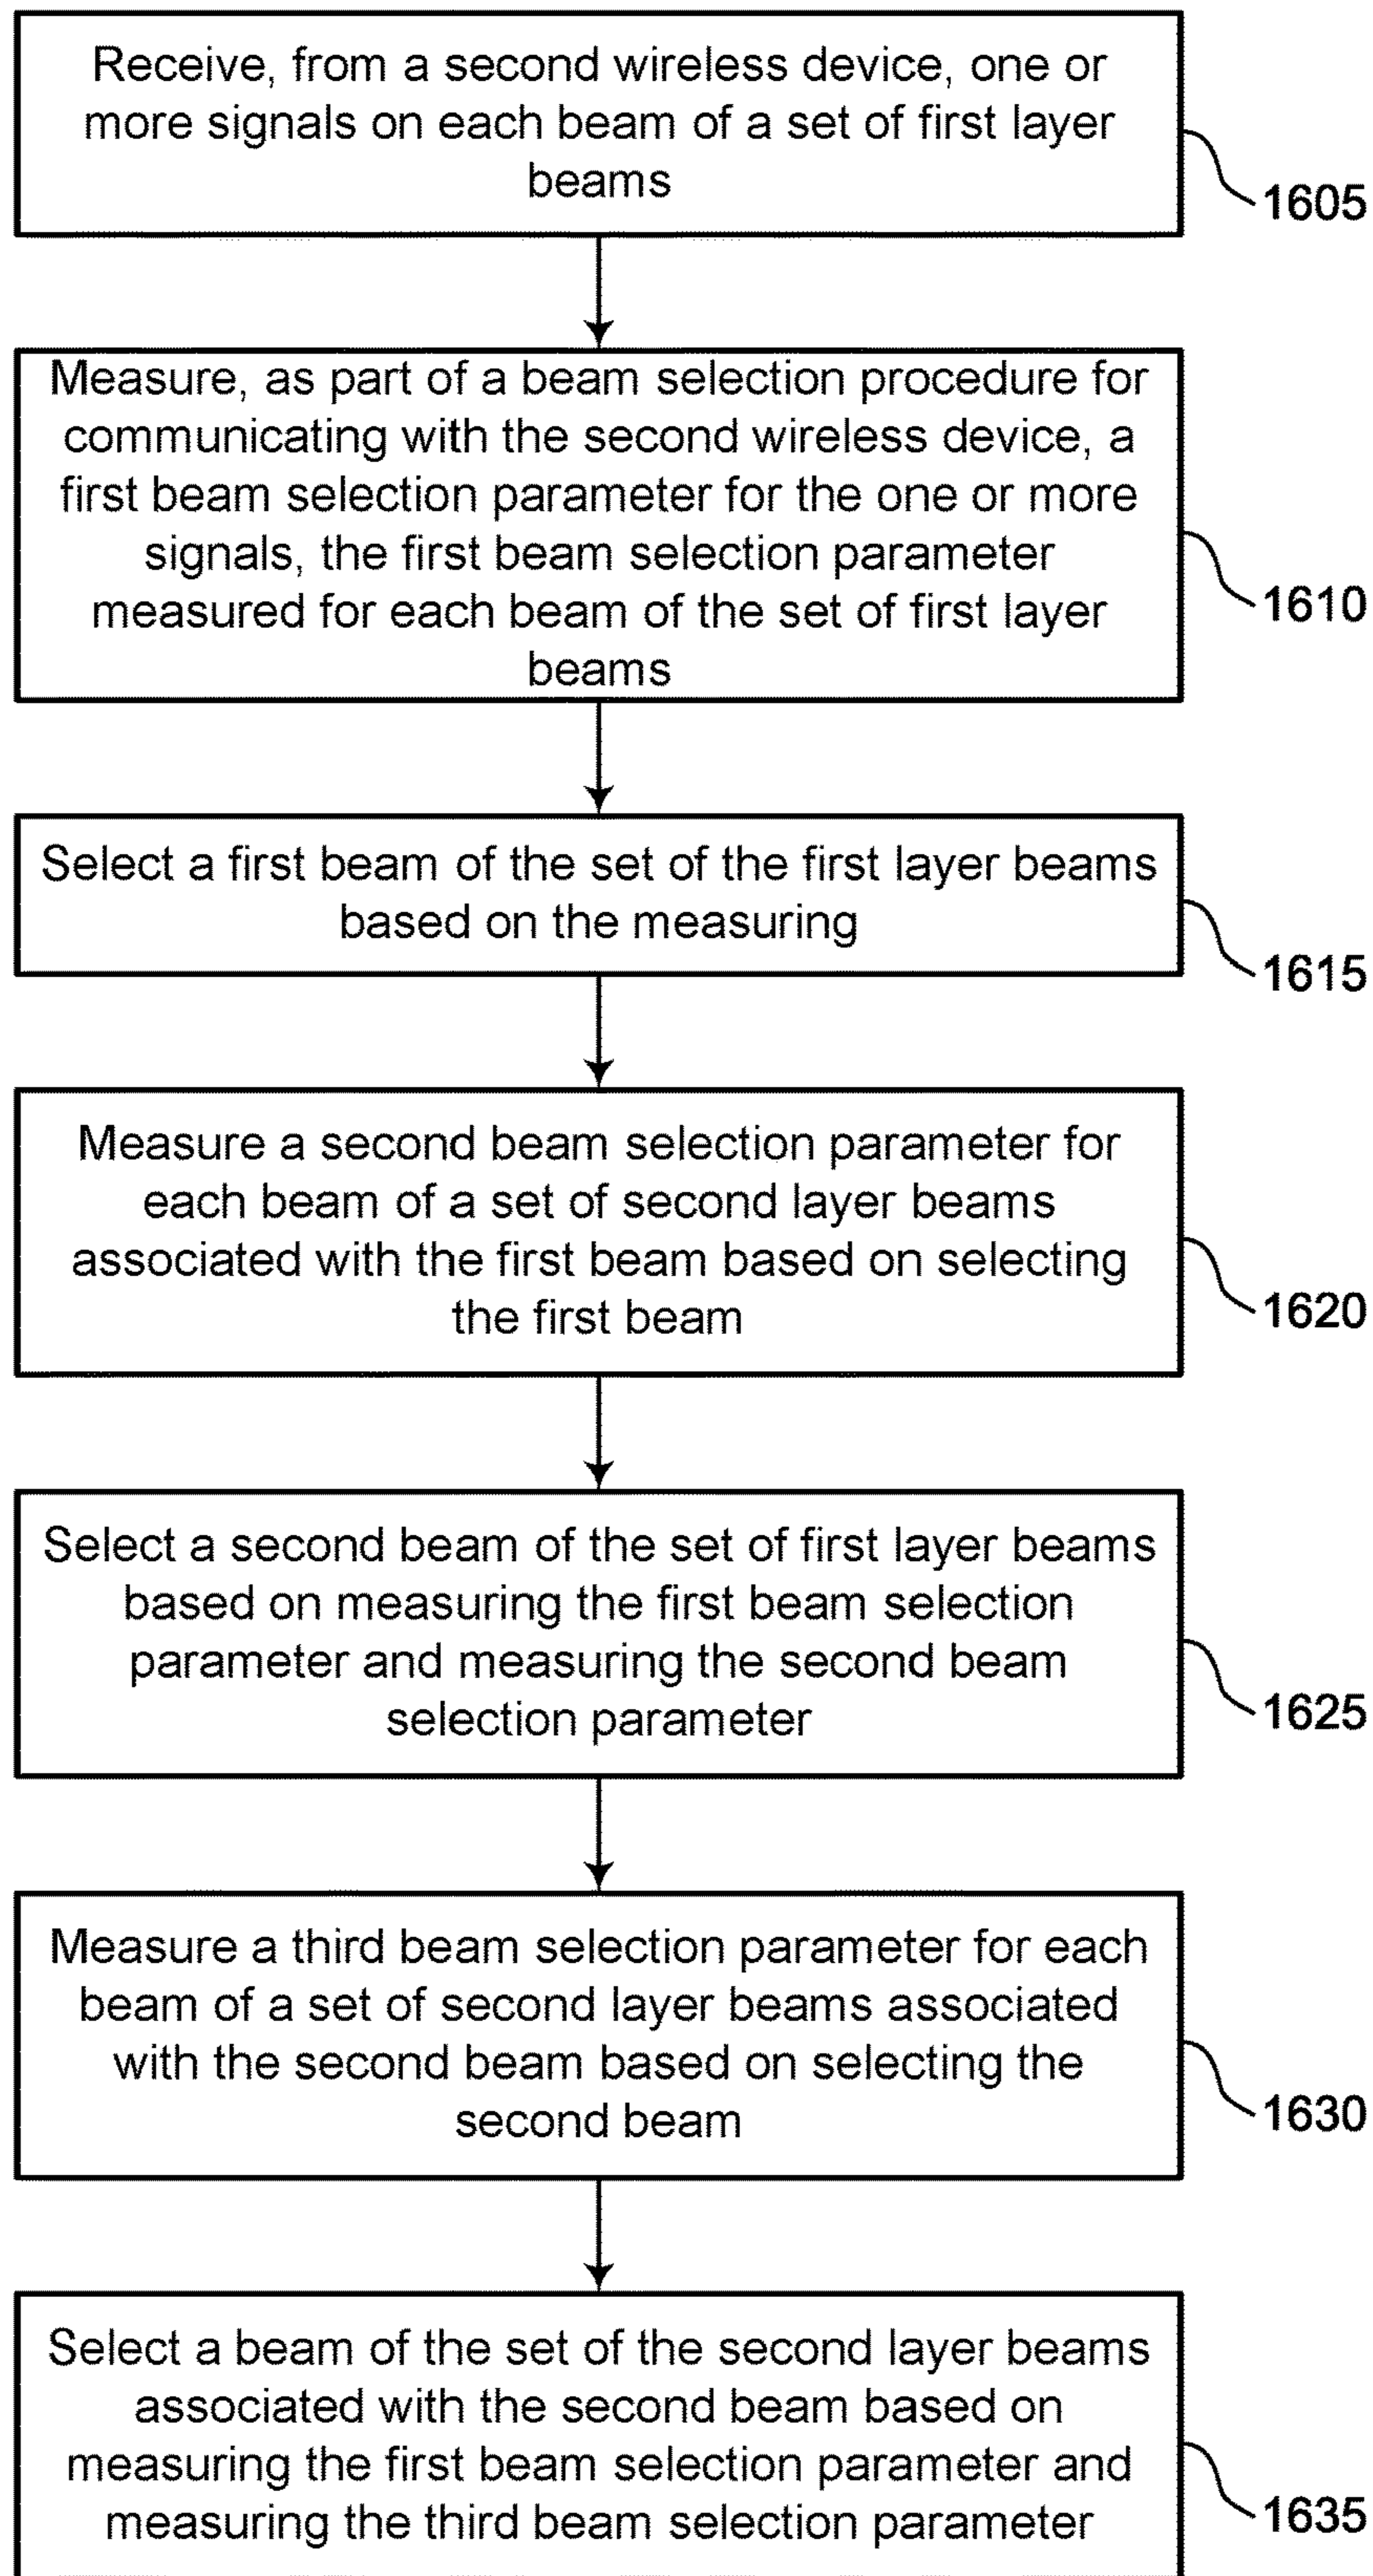 Receive, from a second wireless device, one or
more signals on each beam of a set of first layer
beams
1605
Measure, as part of a beam selection procedure for
communicating with the second wireless device, a
first beam selection parameter for the one or more
signals, the first beam selection parameter
measured for each beam of the set of first layer
beams
1610
Select a first beam of the set of the first layer beams
based on the measuring
1615
Measure a second beam selection parameter for
each beam of a set of second layer beams
associated with the first beam based on selecting
the first beam
1620
Select a second beam of the set of first layer beams
based on measuring the first beam selection
parameter and measuring the second beam
selection parameter
1625
Measure a third beam selection parameter for each
beam of a set of second layer beams associated
with the second beam based on selecting the
second beam
1630
Select a beam of the set of the second layer beams
associated with the second beam based on
measuring the first beam selection parameter and
measuring the third beam selection parameter
1635